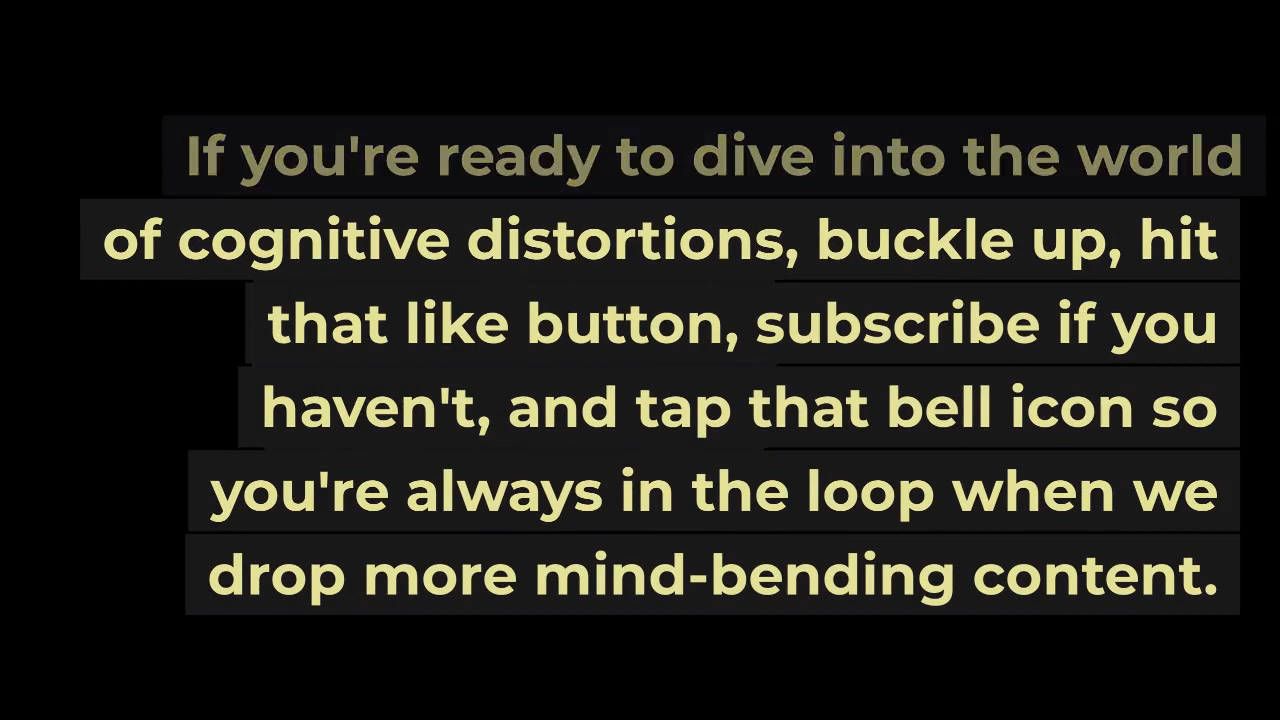 If you're ready to dive into the world
of cognitive distortions, buckle up, hit
that like button, subscribe if you
haven't, and tap that bell icon so
you're always in the loop when we
drop more mind-bending content.